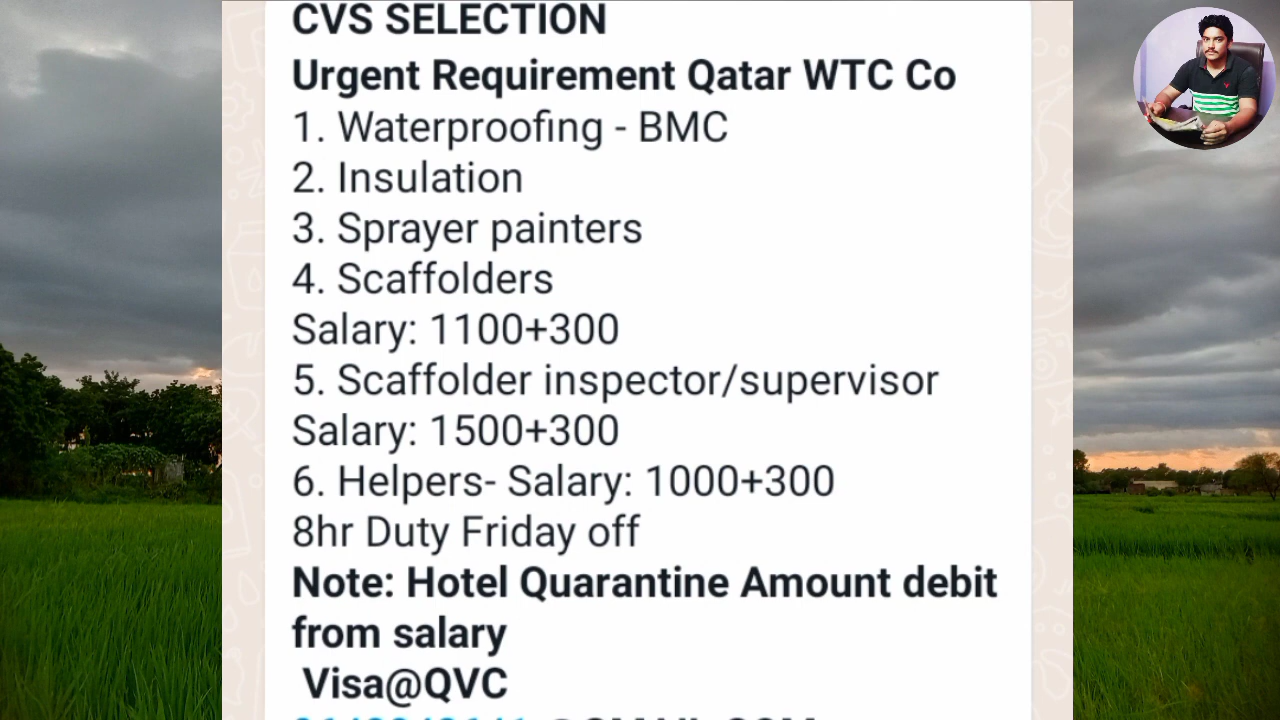 CVS SELECTION
Urgent Requirement Qatar WTC Co
1. Waterproofing - BMC
2. Insulation
3. Sprayer painters
4. Scaffolders
Salary: 1100+300
5. Scaffolder inspector/supervisor
Salary: 1500+300
6. Helpers- Salary: 1000+300
8hr Duty Friday off
Note: Hotel Quarantine Amount debit
from salary
Visa@QVC